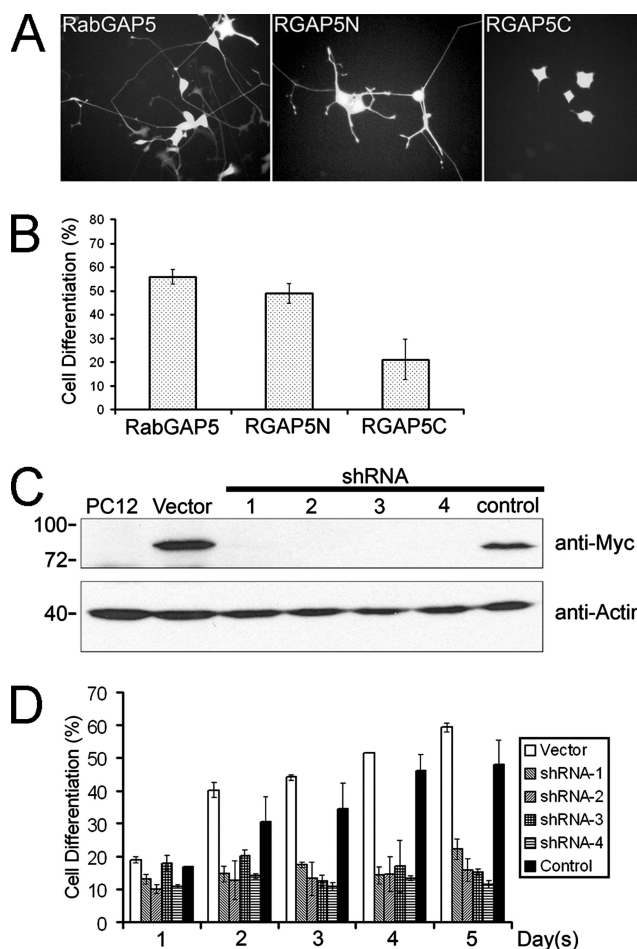 A
RabGAP5 RGAP5N RGAP5C
B
Cell Differentiation (%)
80
70
60
50
40
30
20
10
0
RabGAP5 RGAP5N RGAP5C
C
shRNA
PC12 Vector 1 2 3 4 control
100-
72-
anti-Myc
40-
anti-Actin
D
Cell Differentiation (%)
70
60
50
40
30
20
10
0
1 2 3 4 5 Day(s)
Vector
shRNA-1
shRNA-2
shRNA-3
shRNA-4
Control